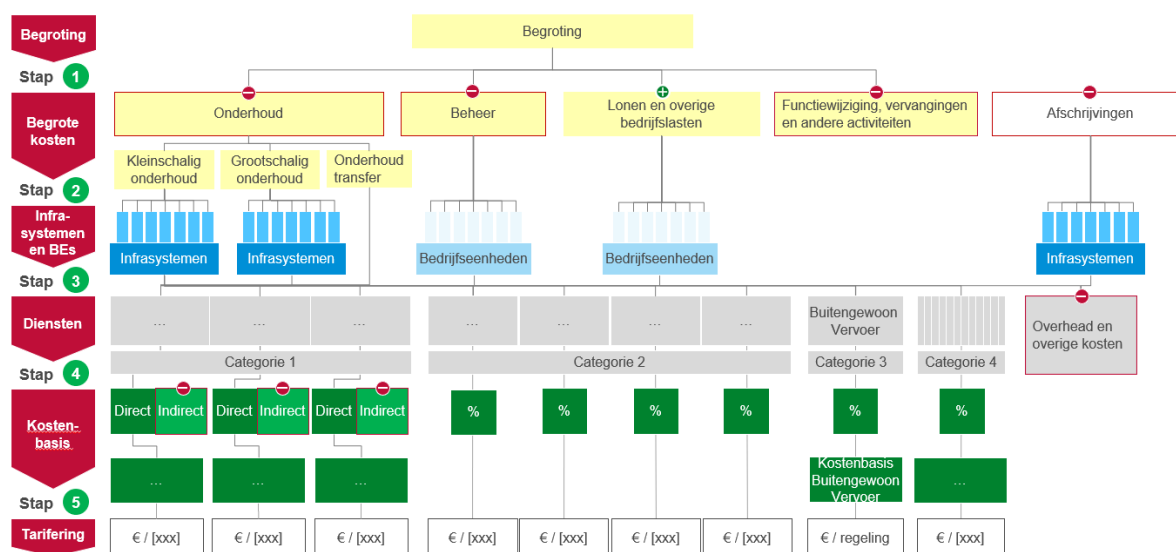 Begroting
Begroting
Stap 1
Begrote
kosten
Onderhoud
Beheer
Lonen en overige
bedrijfslasten
Functiewijziging, vervangingen
en andere activiteiten
Afschrijvingen
Kleinschalig
onderhoud
Grootschalig
onderhoud
Onderhoud
transfer
Stap 2
Infra-
systemen
en BEs
Infrasystemen
Infrasystemen
Bedrijfseenheden
Bedrijfseenheden
Infrasystemen
Stap 3
Diensten
...
...
...
...
...
...
...
Buitengewoon
Vervoer
Overhead en
overige kosten
Categorie 1
Categorie 2
Categorie 3
Categorie 4
Stap 4
Kosten-
basis
Direct
Indirect
Direct
Indirect
Direct
Indirect
%
%
%
%
%
%
...
...
...
Kostenbasis
Buitengewoon
Vervoer
...
Stap 5
Tarifering
€ / [xxx]
€ / [xxx]
€ / [xxx]
€ / [xxx]
€ / [xxx]
€ / [xxx]
€ / [xxx]
€ / regeling
€ / [xxx]